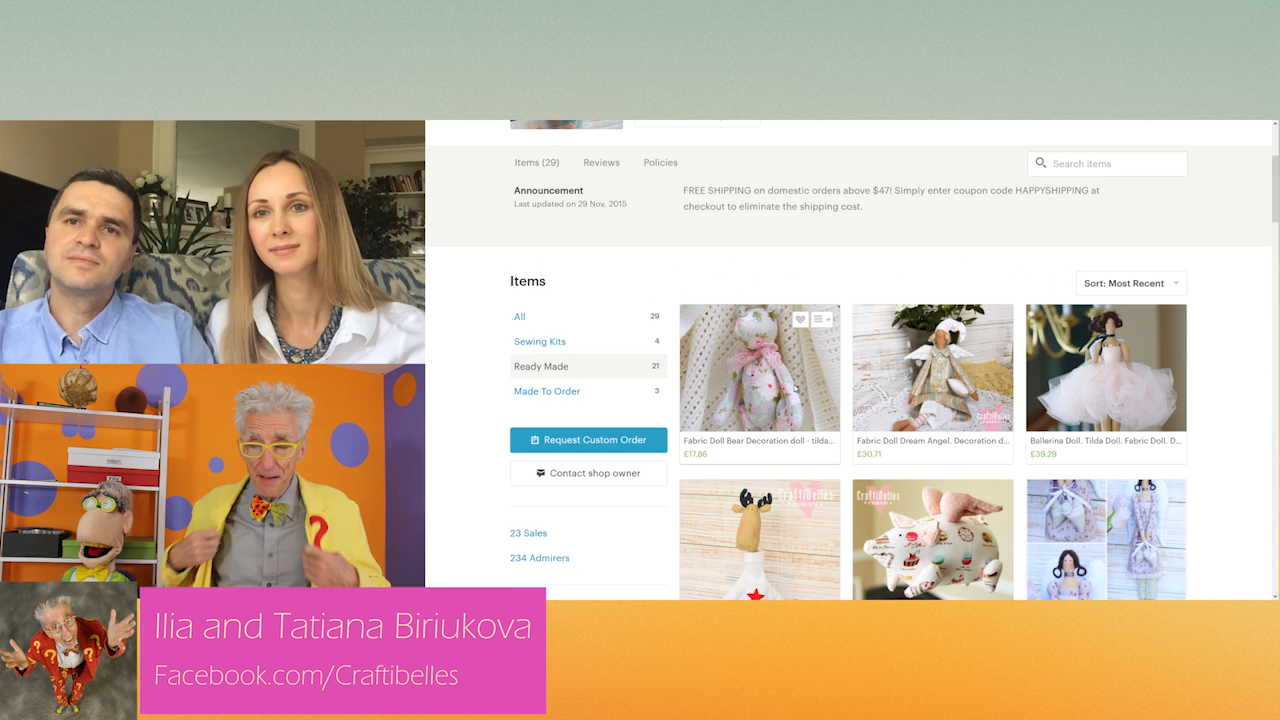 Items (29)
Reviews
Policies
Search items
Announcement
Last updated on 29 Nov, 2015
FREE SHIPPING on domestic orders above $47! Simply enter coupon code HAPPYSHIPPING at
checkout to eliminate the shipping cost.
Items
Sort: Most Recent
All 29
Sewing Kits 4
Ready Made 21
Made To Order 3
Request Custom Order
Contact shop owner
23 Sales
234 Admirers
Fabric Doll Bear Decoration doll - tilda...
£17.86
Fabric Doll Dream Angel. Decoration d...
£30.71
Ballerina Doll. Tilda Doll. Fabric Doll. D...
£39.29
CraftiBelles
CraftiBelles
?
Ilia and Tatiana Biriukova
Facebook.com/Craftibelles